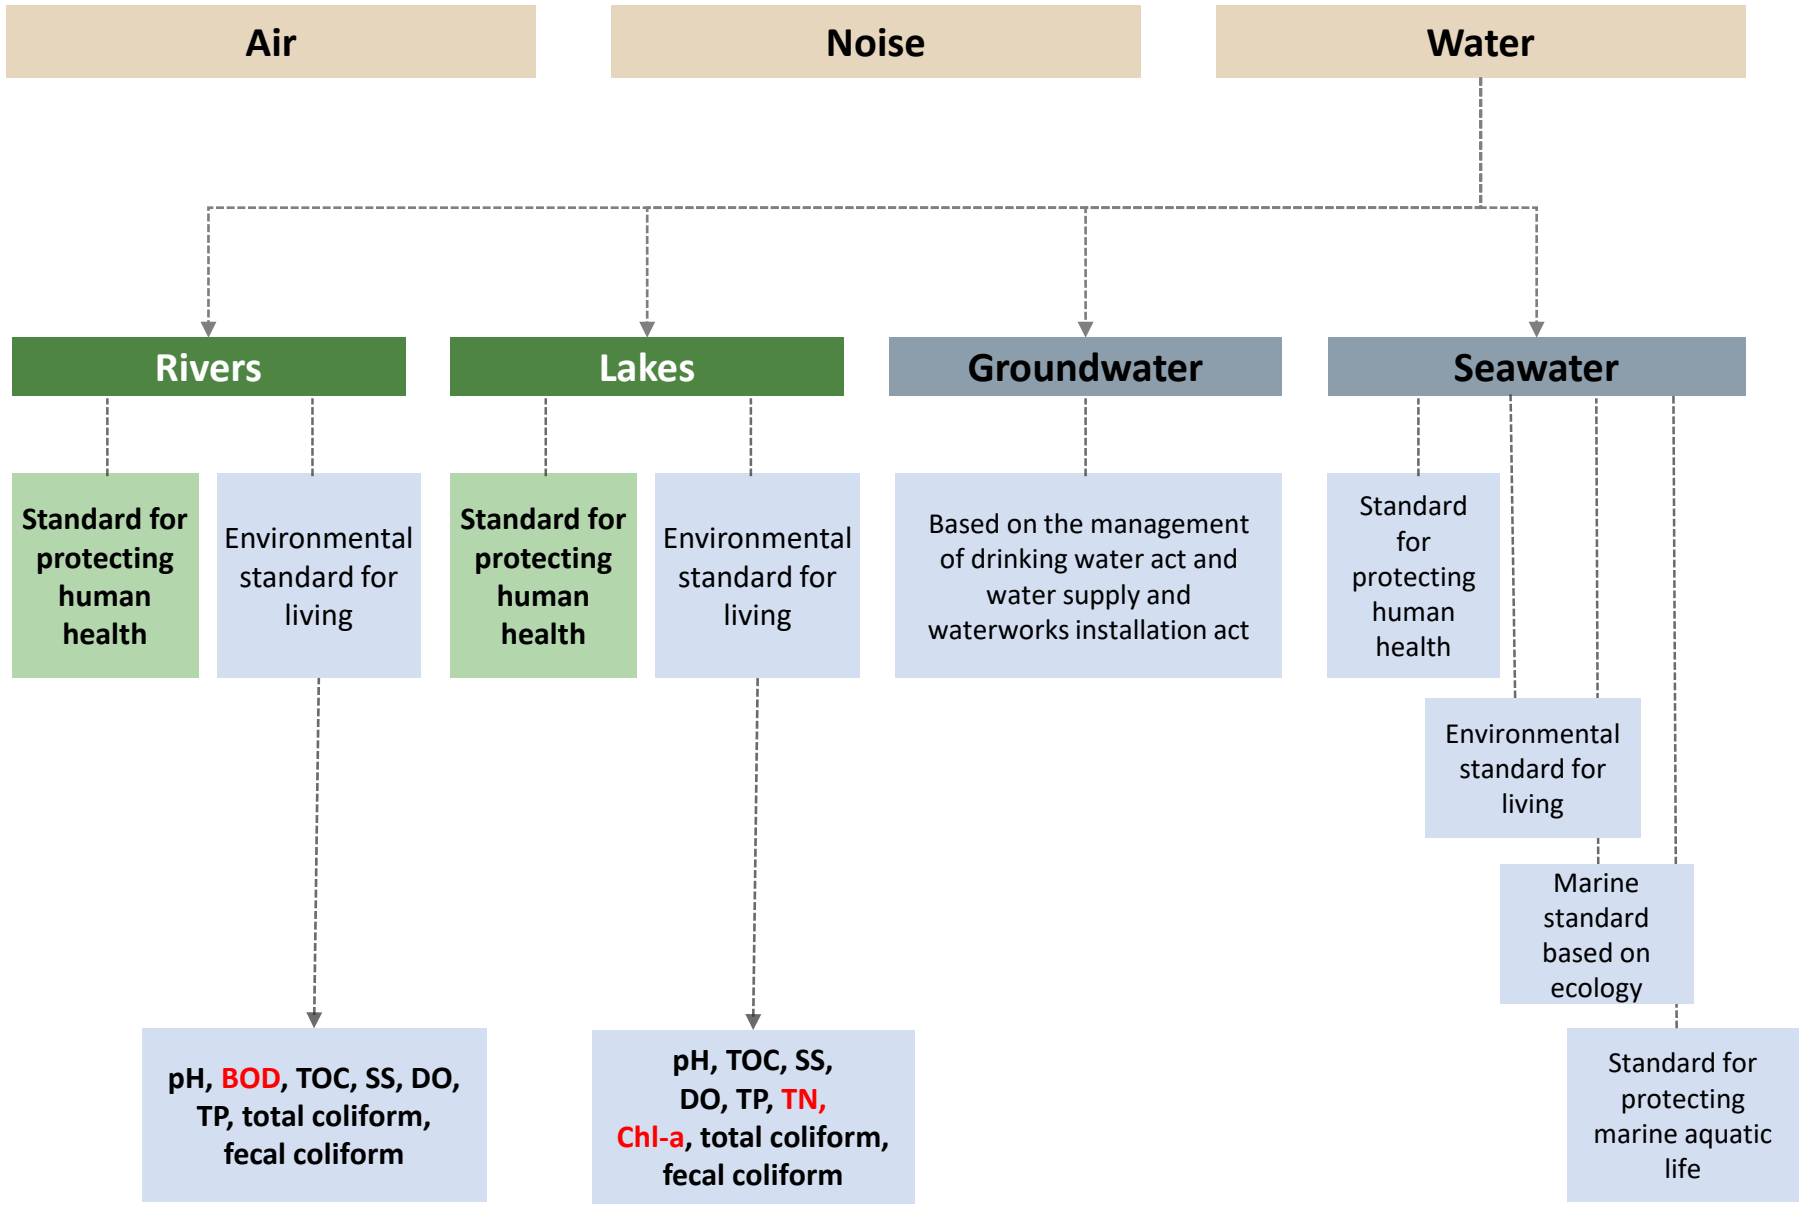 Air
Noise
Water
Rivers
Lakes
Groundwater
Seawater
Standard for
protecting
human
health
Environmental
standard for
living
Standard for
protecting
human
health
Environmental
standard for
living
Based on the management
of drinking water act and
water supply and
waterworks installation act
Standard
for
protecting
human
health
Environmental
standard for
living
Marine
standard
based on
ecology
Standard for
protecting
marine aquatic
life
pH, BOD, TOC, SS, DO,
TP, total coliform,
fecal coliform
pH, TOC, SS,
DO, TP, TN,
Chl-a, total coliform,
fecal coliform